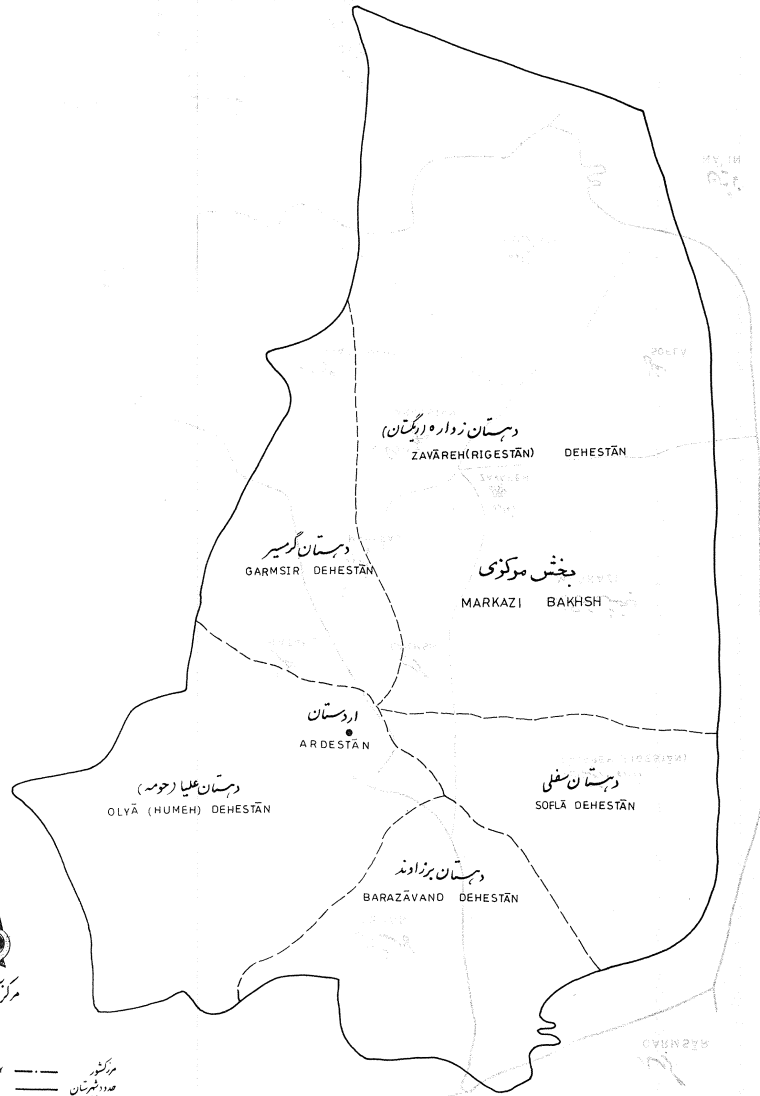 دهستان زواره (ریگستان)
ZAVĀREH(RIGESTĀN) DEHESTĀN
دهستان گرمسیر
GARMSIR DEHESTĀN
بخش مرکزی
MARKAZI BAKHSH
اردستان
ARDESTĀN
دهستان علیا (حومه)
OLYĀ (HUMEH) DEHESTĀN
دهستان سفلی
SOFLĀ DEHESTĀN
دهستان برزاوند
BARAZĀVAND DEHESTĀN
مرزکشور
حدود شهرستان